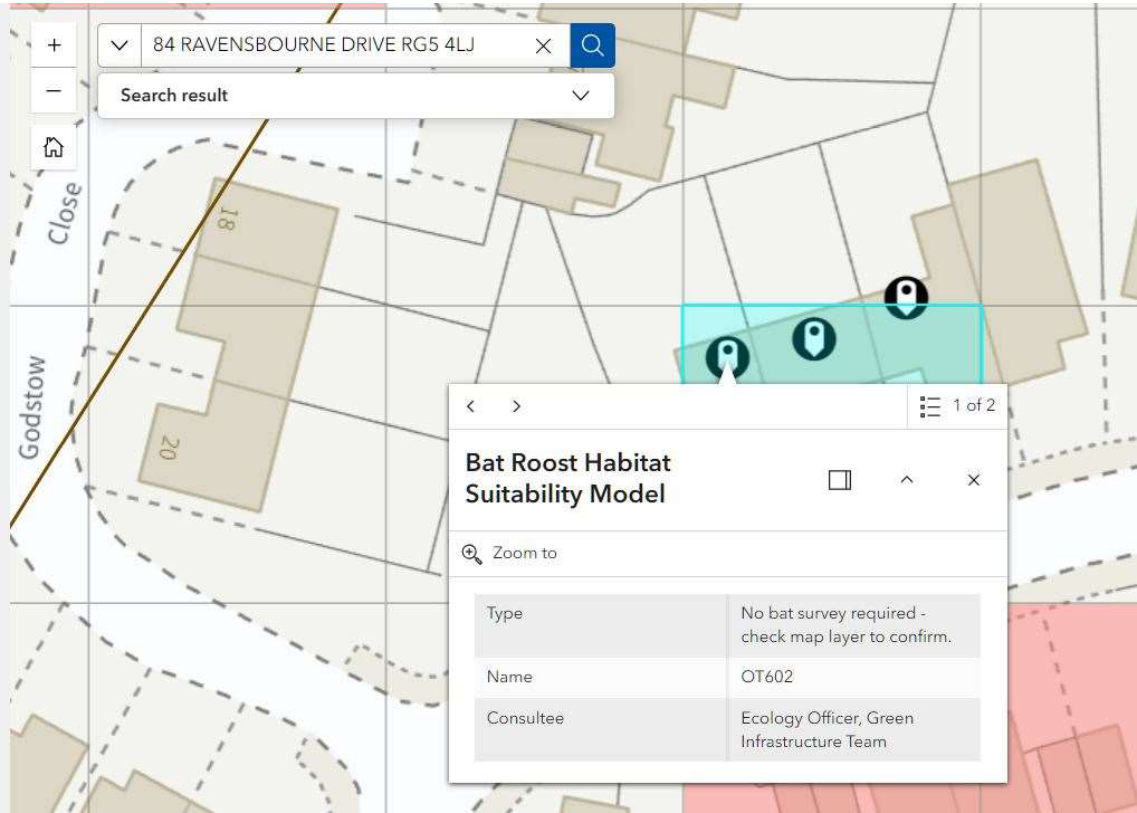 +
84 RAVENSBOURNE DRIVE RG5 4LJ
−
Search result
Close
18
Godstow
20
1 of 2
Bat Roost Habitat
Suitability Model
Zoom to
Type
No bat survey required -
check map layer to confirm.
Name
OT602
Consultee
Ecology Officer, Green
Infrastructure Team